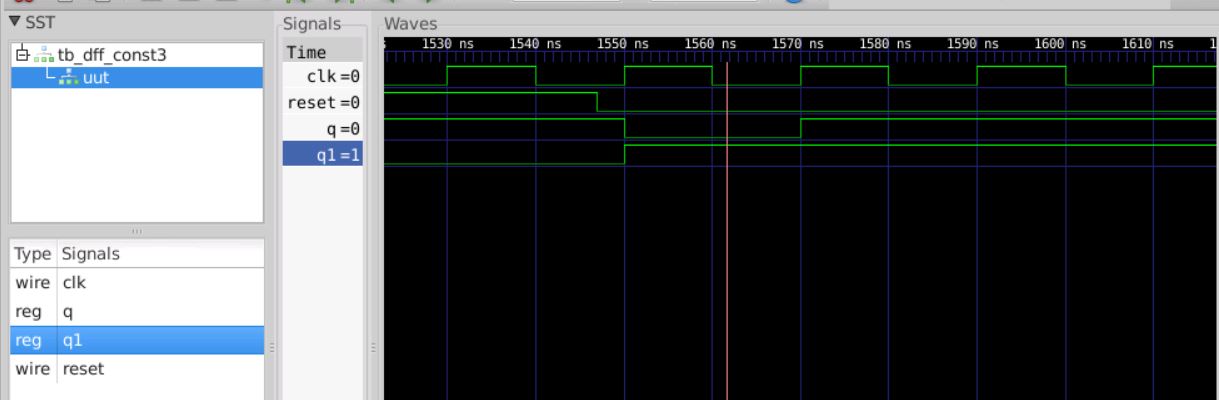 SST
tb_dff_const3
uut
Type Signals
wire clk
reg q
reg q1
wire reset
Signals
Time
clk=0
reset=0
q=0
q1=1
Waves
1530 ns 1540 ns 1550 ns 1560 ns 1570 ns 1580 ns 1590 ns 1600 ns 1610 ns